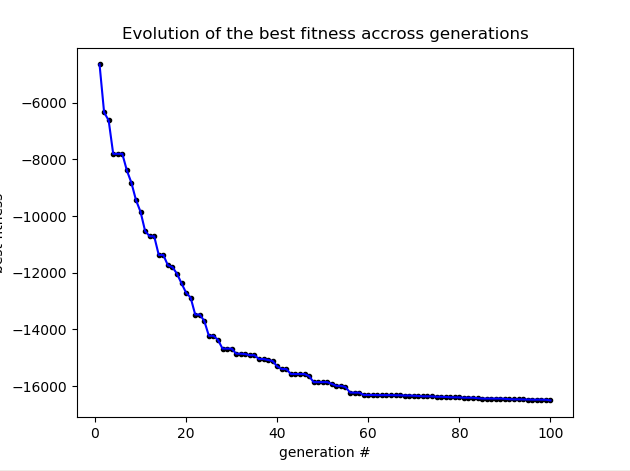 Evolution of the best fitness accross generations
−6000
−8000
−10000
−12000
−14000
−16000
0 20 40 60 80 100
generation #